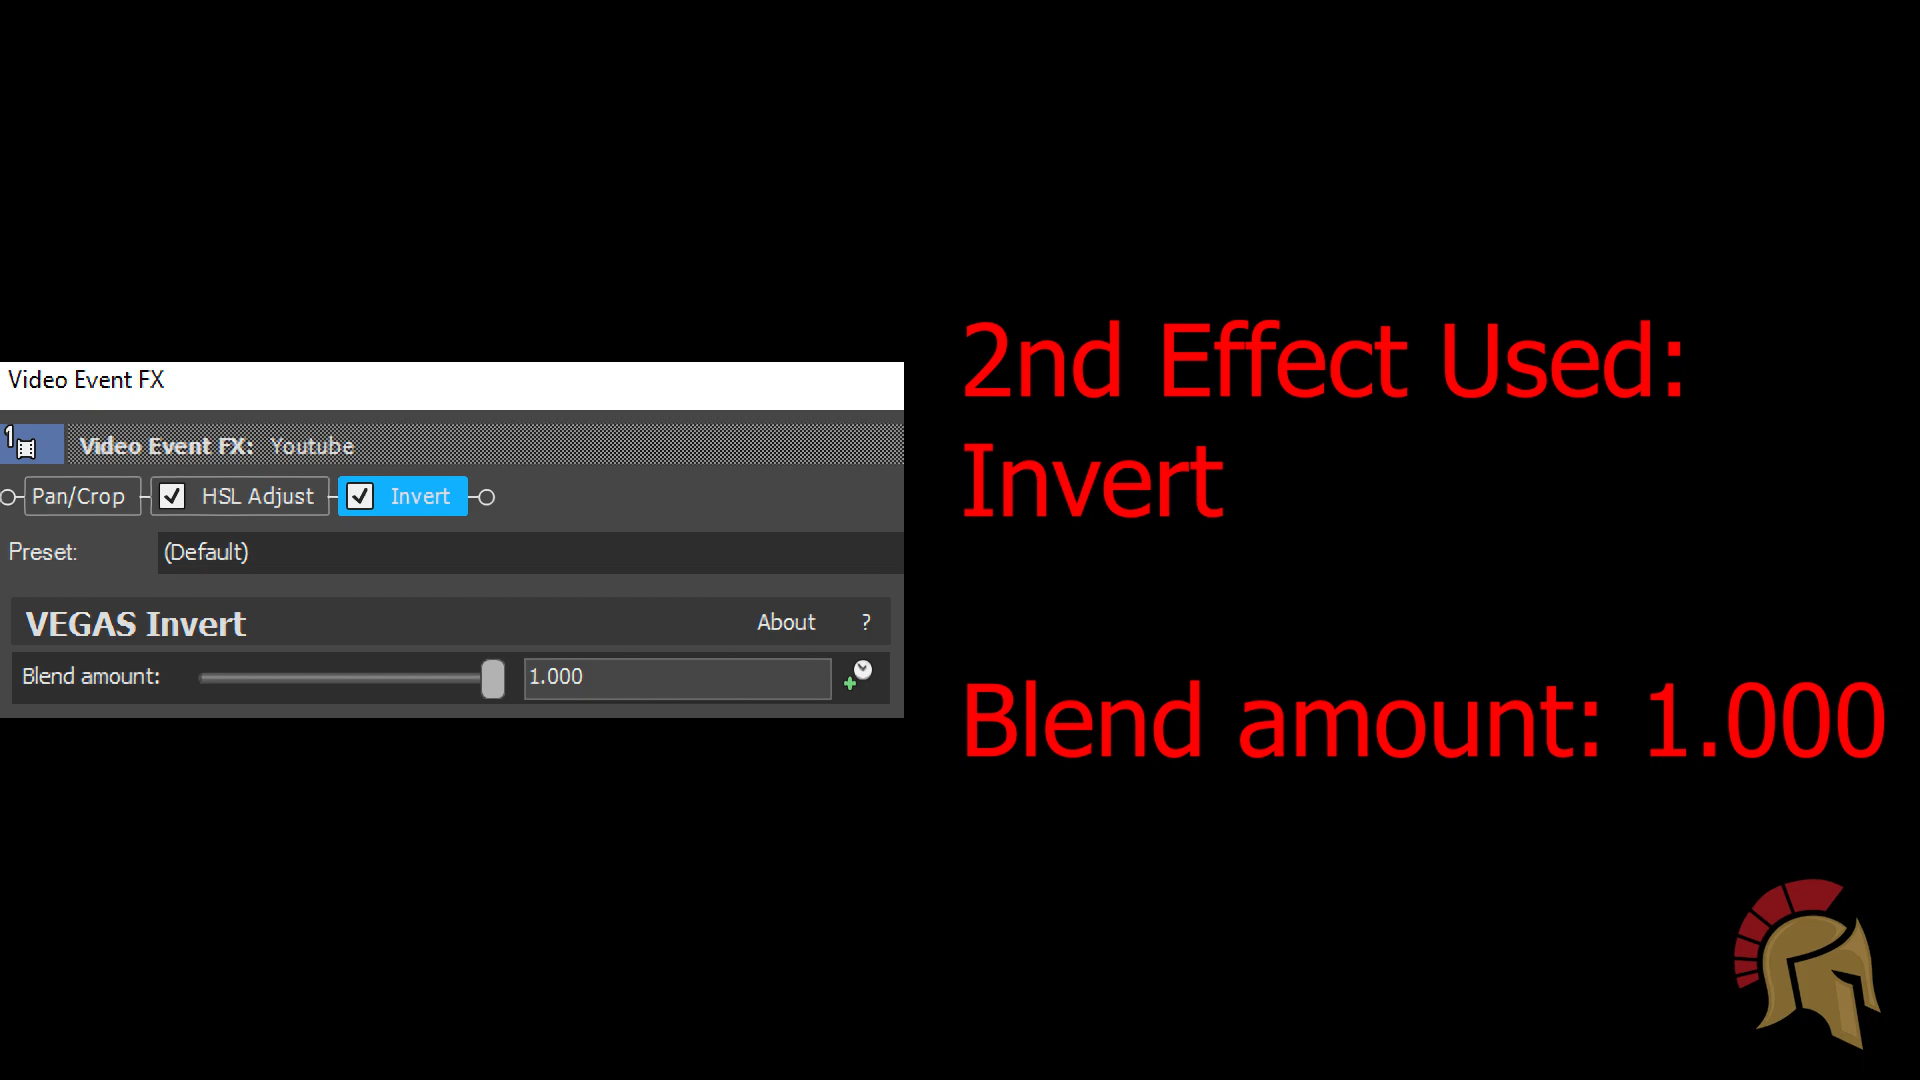 Video Event FX
1
Video Event FX: Youtube
Pan/Crop HSL Adjust Invert
Preset: (Default)
VEGAS Invert About ?
Blend amount: 1.000
2nd Effect Used:
Invert
Blend amount: 1.000